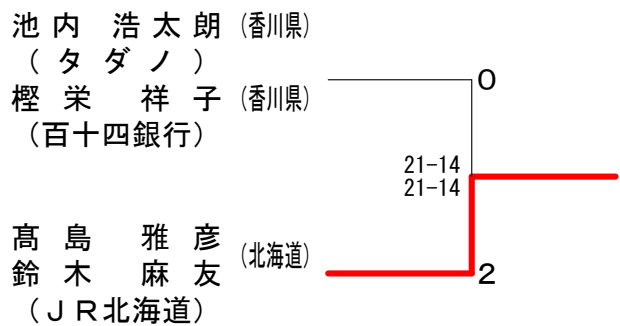 池内 浩太朗 (香川県)
(タダノ)
樫栄 祥子 (香川県)
(百十四銀行)
0
21-14
21-14
髙島 雅彦
鈴木 麻友 (北海道)
(JR北海道)
2